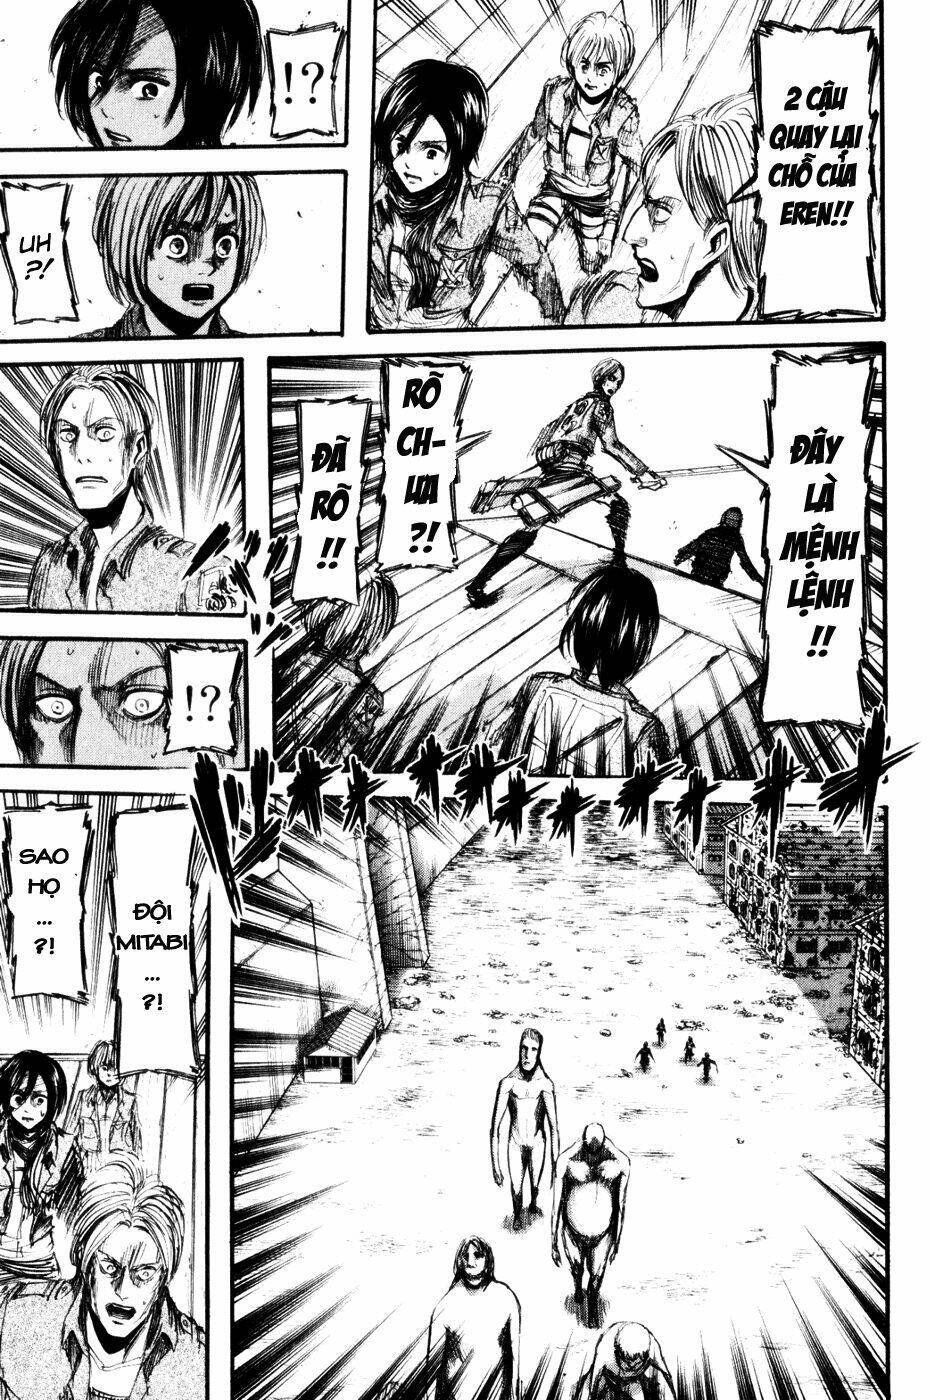 2 CẬU
QUAY LẠI
CHỖ CỦA
EREN!!
!?
UH
?!
ĐÂY
LÀ
MỆNH
LỆNH
!!
RÕ
CH-
ƯA
?!
ĐÃ
RÕ
!!
!?
ĐỘI
MITABI
...
?!
SAO
HỌ
...
?!